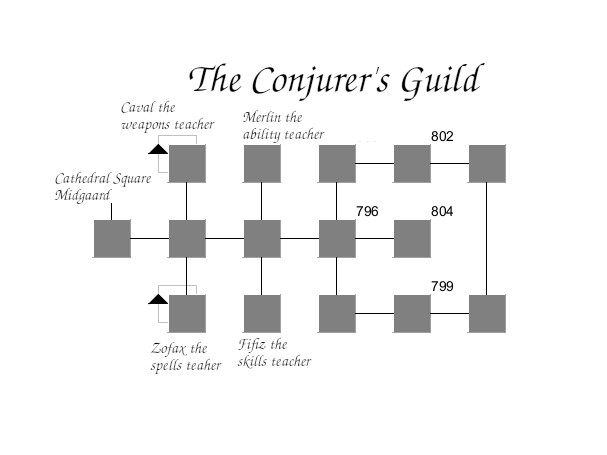 The Conjurer's Guild
Caval the
weapons teacher
Merlin the
ability teacher
802
Cathedral Square
Midgaard
796
804
799
Zofax the
spells teaher
Fifiz the
skills teacher